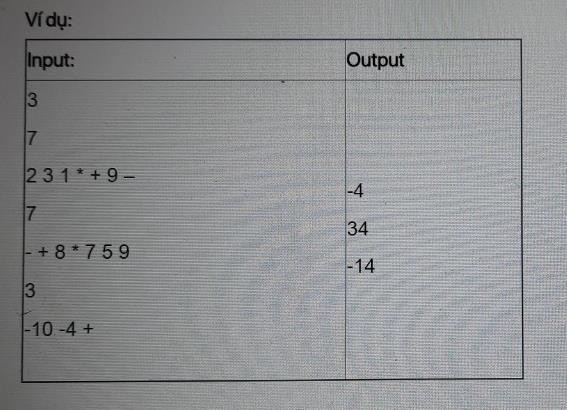 Ví dụ:
Input: Output
3
7
2 3 1 * + 9 –
7
- + 8 * 7 5 9
3
-10 -4 +
-4
34
-14